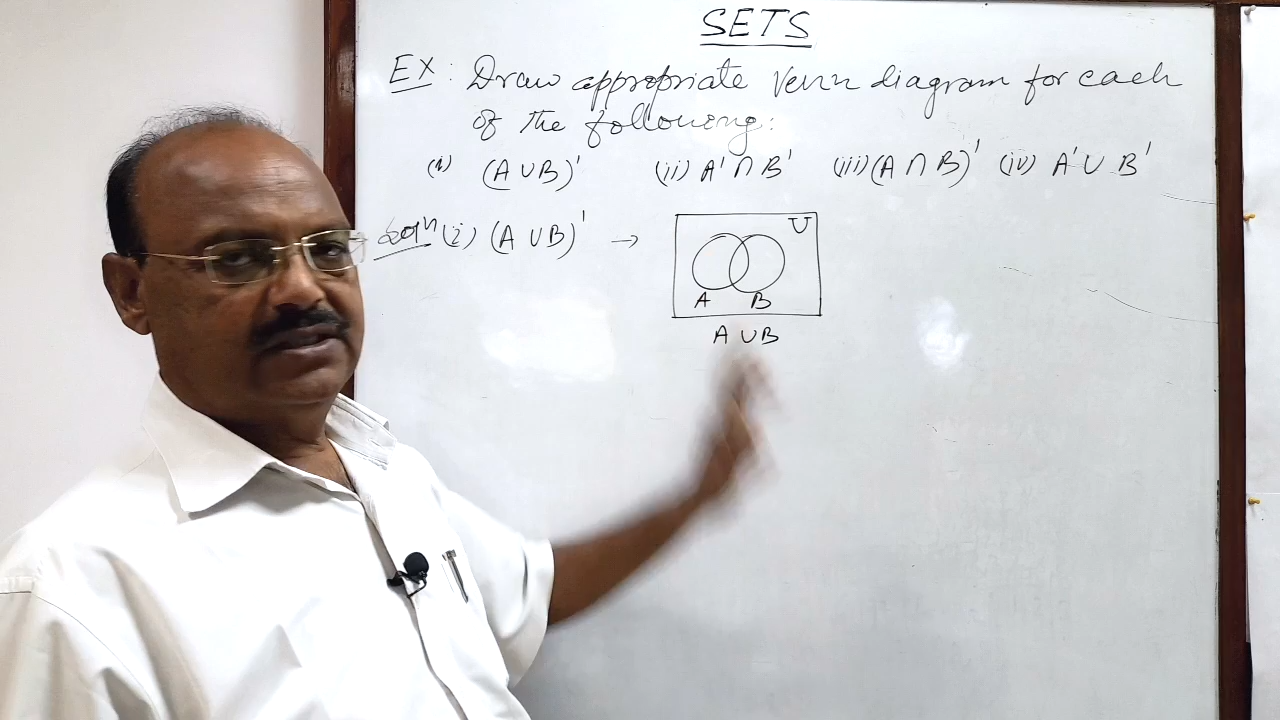 SETS
EX: Draw appropriate Venn diagram for each
of the following:
(i) (A ∪ B)' (ii) A' ∩ B' (iii) (A ∩ B)' (iv) A' ∪ B'
Solⁿ (i) (A ∪ B)' →
U
A B
A ∪ B